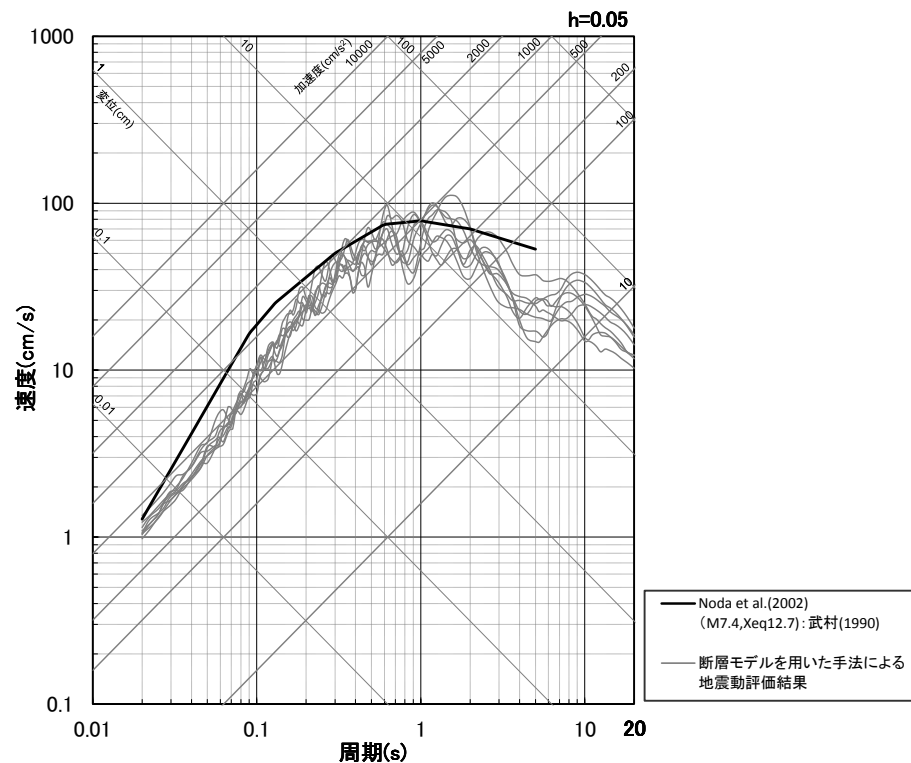 h=0.05
1000
100
10
1
0.1
速度(cm/s)
0.01
0.1
1
10
20
周期(s)
1
変位(cm)
0.1
0.01
10
加速度(cm/s²)
10000
100
5000
2000
1000
500
200
100
10
Noda et al.(2002)
(M7.4,Xeq12.7):武村(1990)
断層モデルを用いた手法による
地震動評価結果